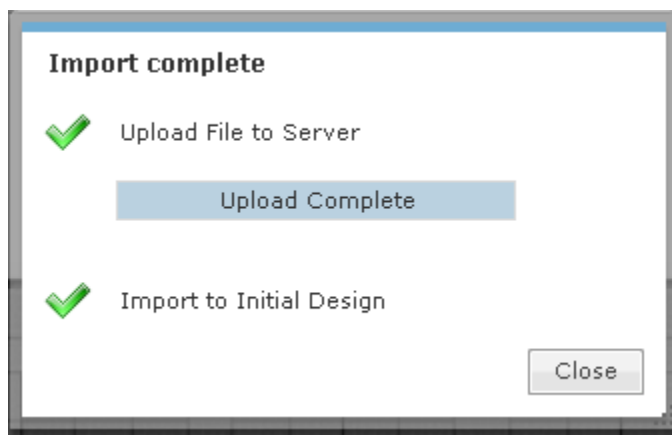 Import complete
Upload File to Server
Upload Complete
Import to Initial Design
Close